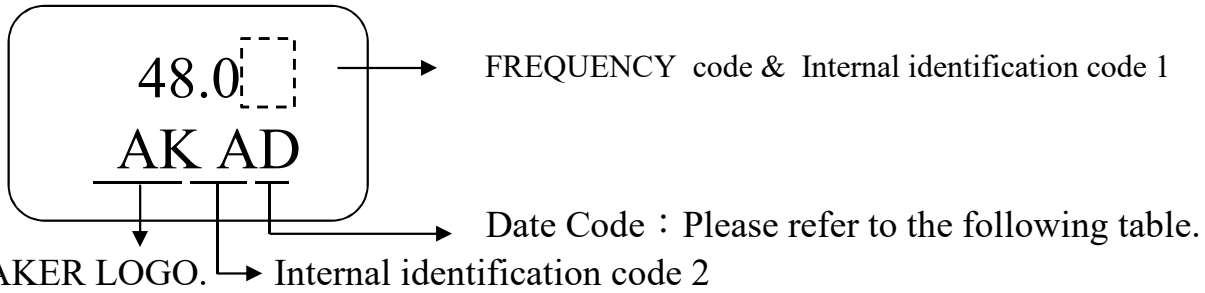 48.0
FREQUENCY code & Internal identification code 1
AK AD
Date Code：Please refer to the following table.
AKER LOGO. Internal identification code 2